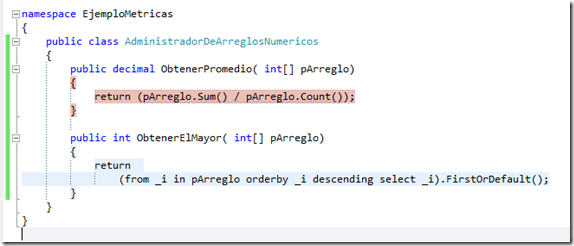 namespace EjemploMetricas
{
public class AdministradorDeArreglosNumericos
{
public decimal ObtenerPromedio( int[] pArreglo)
{
return (pArreglo.Sum() / pArreglo.Count());
}
public int ObtenerElMayor( int[] pArreglo)
{
return
(from _i in pArreglo orderby _i descending select _i).FirstOrDefault();
}
}
}